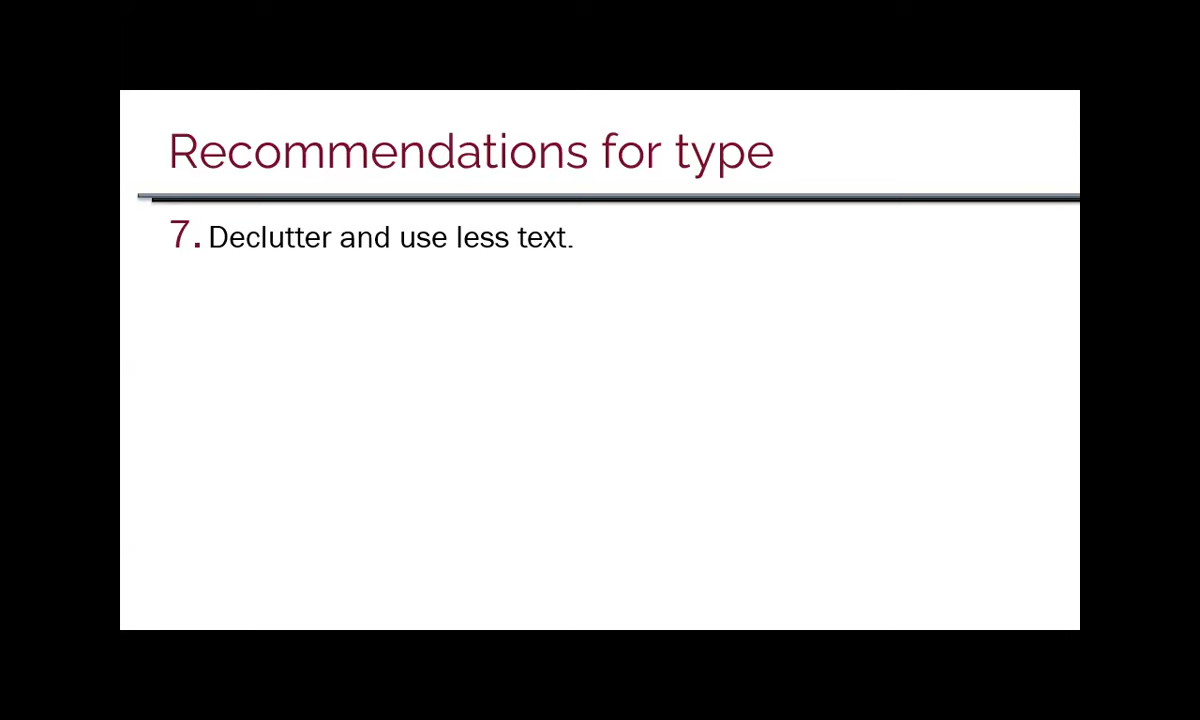 Recommendations for type
7. Declutter and use less text.